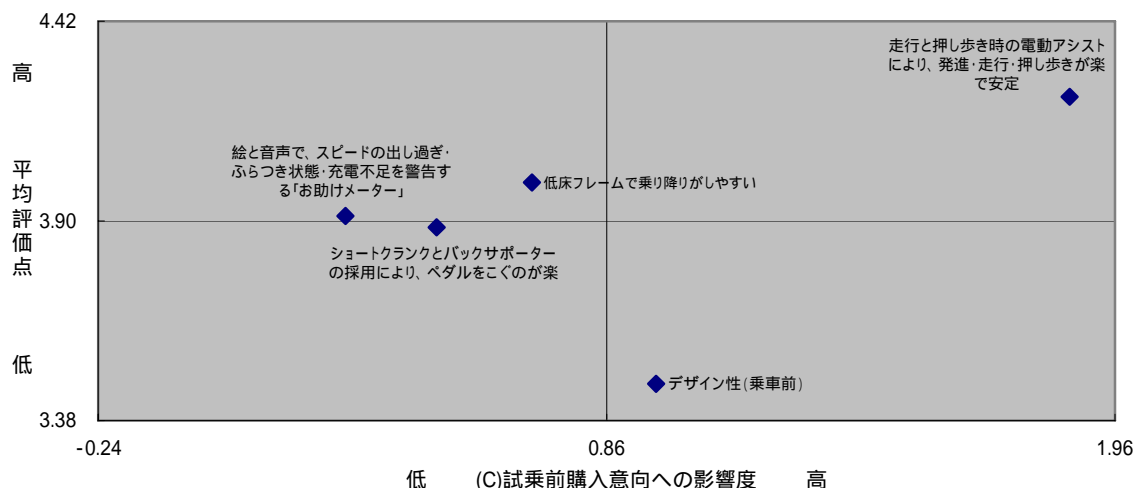 4.42
走行と押し歩き時の電動アシスト
により、発進・走行・押し歩きが楽
で安定
高
絵と音声で、スピードの出し過ぎ・
ふらつき状態・充電不足を警告す
る「お助けメーター」
低床フレームで乗り降りがしやすい
平均評価点
3.90
ショートクランクとバックサポーター
の採用により、ペダルをこぐのが楽
低
デザイン性(乗車前)
3.38
-0.24
0.86
1.96
低 (C)試乗前購入意向への影響度 高